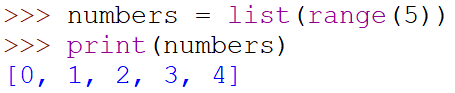 >>> numbers = list(range(5))
>>> print(numbers)
[0, 1, 2, 3, 4]